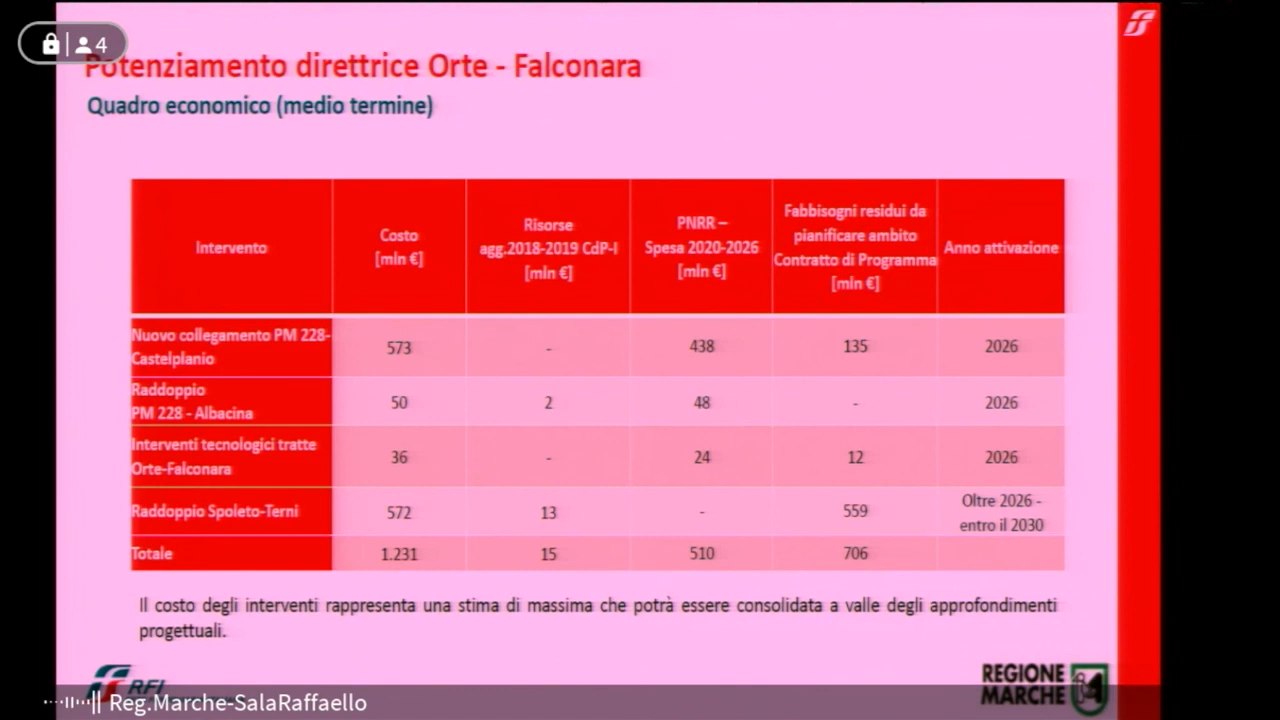 4
Potenziamento direttrice Orte - Falconara
Quadro economico (medio termine)
Intervento
Costo
[mln €]
Risorse
agg.2018-2019 CdP-I
[mln €]
PNRR –
Spesa 2020-2026
[mln €]
Fabbisogni residui da
pianificare ambito
Contratto di Programma
[mln €]
Anno attivazione
Nuovo collegamento PM 228-
Castelplanio
573
-
438
135
2026
Raddoppio
PM 228 - Albacina
50
2
48
-
2026
Interventi tecnologici tratte
Orte-Falconara
36
-
24
12
2026
Raddoppio Spoleto-Terni
572
13
-
559
Oltre 2026 -
entro il 2030
Totale
1.231
15
510
706
Il costo degli interventi rappresenta una stima di massima che potrà essere consolidata a valle degli approfondimenti
progettuali.
RFI
REGIONE
MARCHE
Reg.Marche-SalaRaffaello